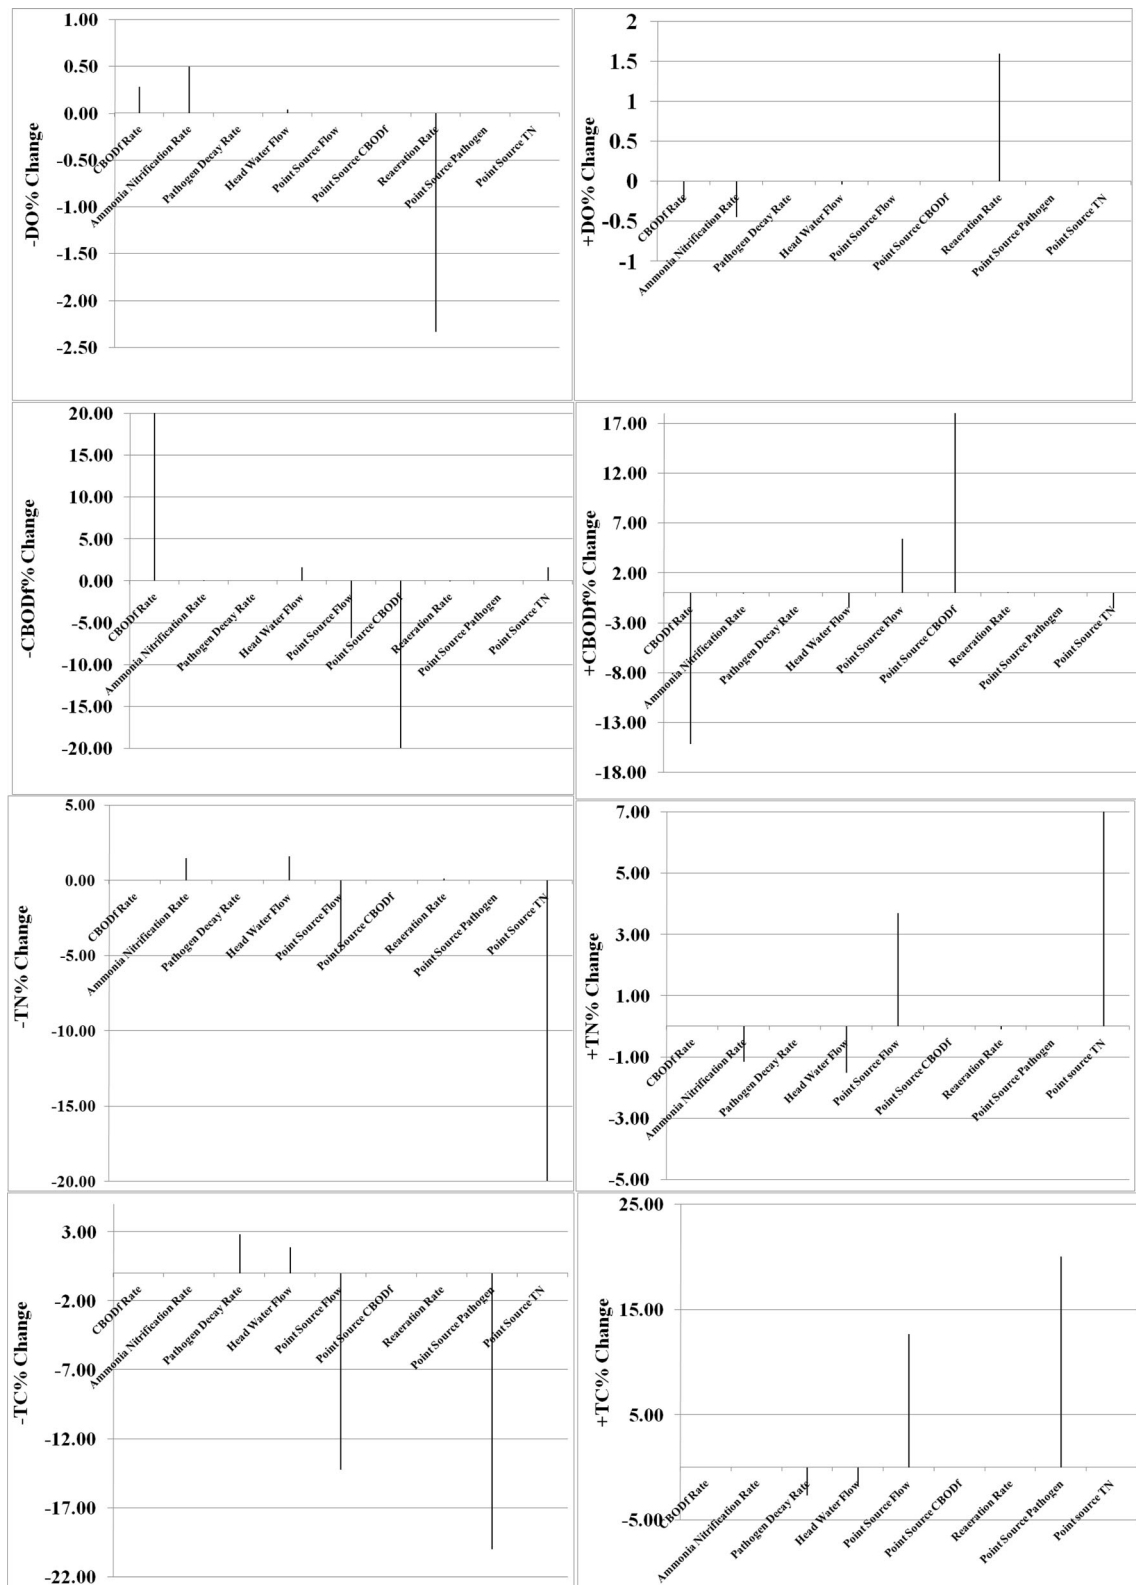 -DO% Change
1.00
0.50
0.00
-0.50
-1.00
-1.50
-2.00
-2.50
CBODf Rate
Ammonia Nitrification Rate
Pathogen Decay Rate
Head Water Flow
Point Source Flow
Point Source CBODf
Reaeration Rate
Point Source Pathogen
Point Source TN
+DO% Change
2
1.5
1
0.5
0
-0.5
-1
CBODf Rate
Ammonia Nitrification Rate
Pathogen Decay Rate
Head Water Flow
Point Source Flow
Point Source CBODf
Reaeration Rate
Point Source Pathogen
Point Source TN
-CBODf% Change
20.00
15.00
10.00
5.00
0.00
-5.00
-10.00
-15.00
-20.00
CBODf Rate
Ammonia Nitrification Rate
Pathogen Decay Rate
Head Water Flow
Point Source Flow
Point Source CBODf
Reaeration Rate
Point Source Pathogen
Point Source TN
+CBODf% Change
17.00
12.00
7.00
2.00
-3.00
-8.00
-13.00
-18.00
CBODf Rate
Ammonia Nitrification Rate
Pathogen Decay Rate
Head Water Flow
Point Source Flow
Point Source CBODf
Reaeration Rate
Point Source Pathogen
Point Source TN
-TN% Change
5.00
0.00
-5.00
-10.00
-15.00
-20.00
CBODf Rate
Ammonia Nitrification Rate
Pathogen Decay Rate
Head Water Flow
Point Source Flow
Point Source CBODf
Reaeration Rate
Point Source Pathogen
Point Source TN
+TN% Change
7.00
5.00
3.00
1.00
-1.00
-3.00
-5.00
CBODf Rate
Ammonia Nitrification Rate
Pathogen Decay Rate
Head Water Flow
Point Source Flow
Point Source CBODf
Reaeration Rate
Point Source Pathogen
Point source TN
-TC% Change
3.00
-2.00
-7.00
-12.00
-17.00
-22.00
CBODf Rate
Ammonia Nitrification Rate
Pathogen Decay Rate
Head Water Flow
Point Source Flow
Point Source CBODf
Reaeration Rate
Point Source Pathogen
Point Source TN
+TC% Change
25.00
15.00
5.00
-5.00
CBODf Rate
Ammonia Nitrification Rate
Pathogen Decay Rate
Head Water Flow
Point Source Flow
Point Source CBODf
Reaeration Rate
Point Source Pathogen
Point source TN